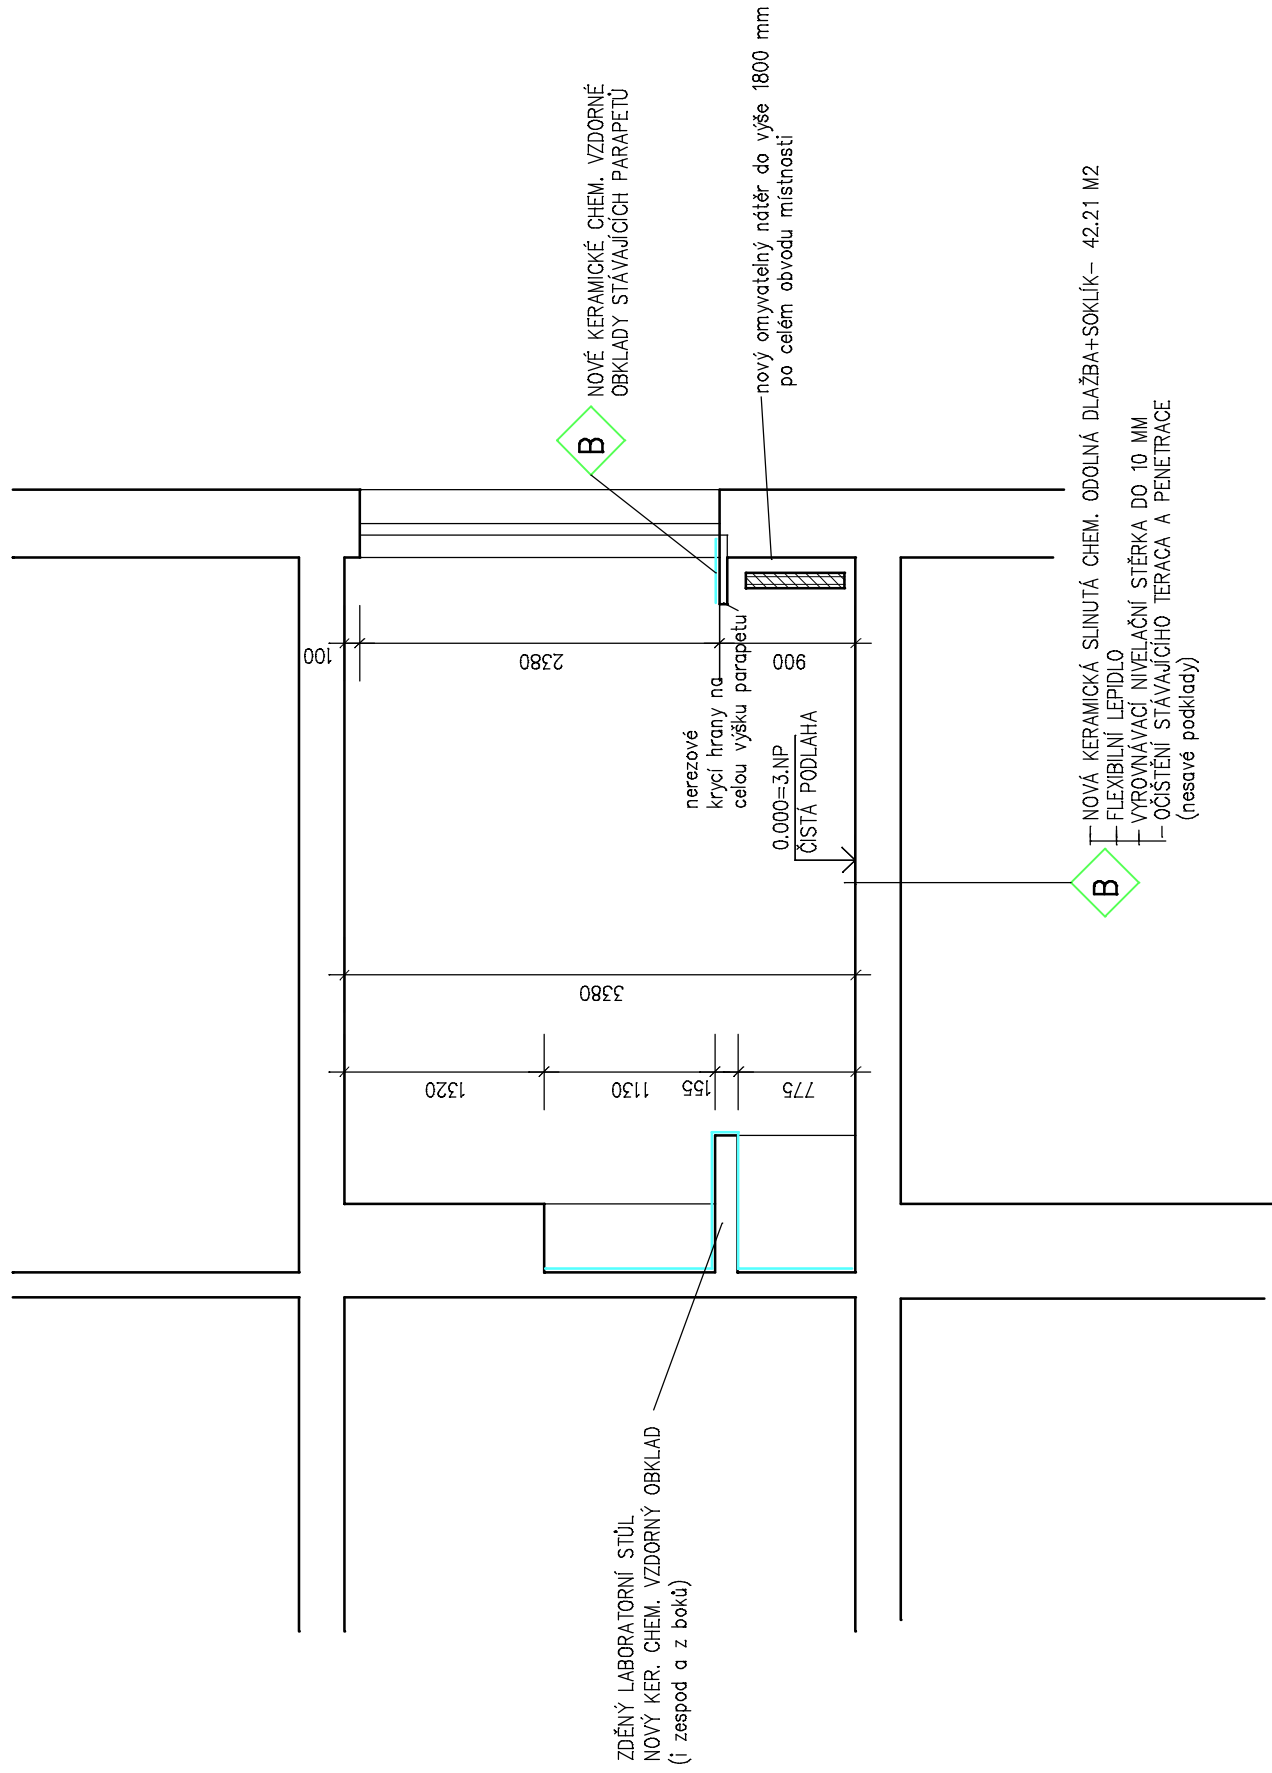 ZDĚNÝ LABORATORNÍ STŮL
NOVÝ KER. CHEM. VZDORNÝ OBKLAD
(i zespod a z boků)
1320
1130
155
775
3380
100
2380
900
nerezové
krycí hrany na
celou výšku parapetu
0.000=3.NP
ČISTÁ PODLAHA
B
NOVÉ KERAMICKÉ CHEM. VZDORNÉ
OBKLADY STÁVAJÍCÍCH PARAPETŮ
nový omyvatelný nátěr do výše 1800 mm
po celém obvodu místnosti
B
NOVÁ KERAMICKÁ SLINUTÁ CHEM. ODOLNÁ DLAŽBA+SOKLÍK- 42.21 M2
FLEXIBILNÍ LEPIDLO
VYROVNÁVACÍ NIVELAČNÍ STĚRKA DO 10 MM
OČIŠTĚNÍ STÁVAJÍCÍHO TERACA A PENETRACE
(nesavé podklady)